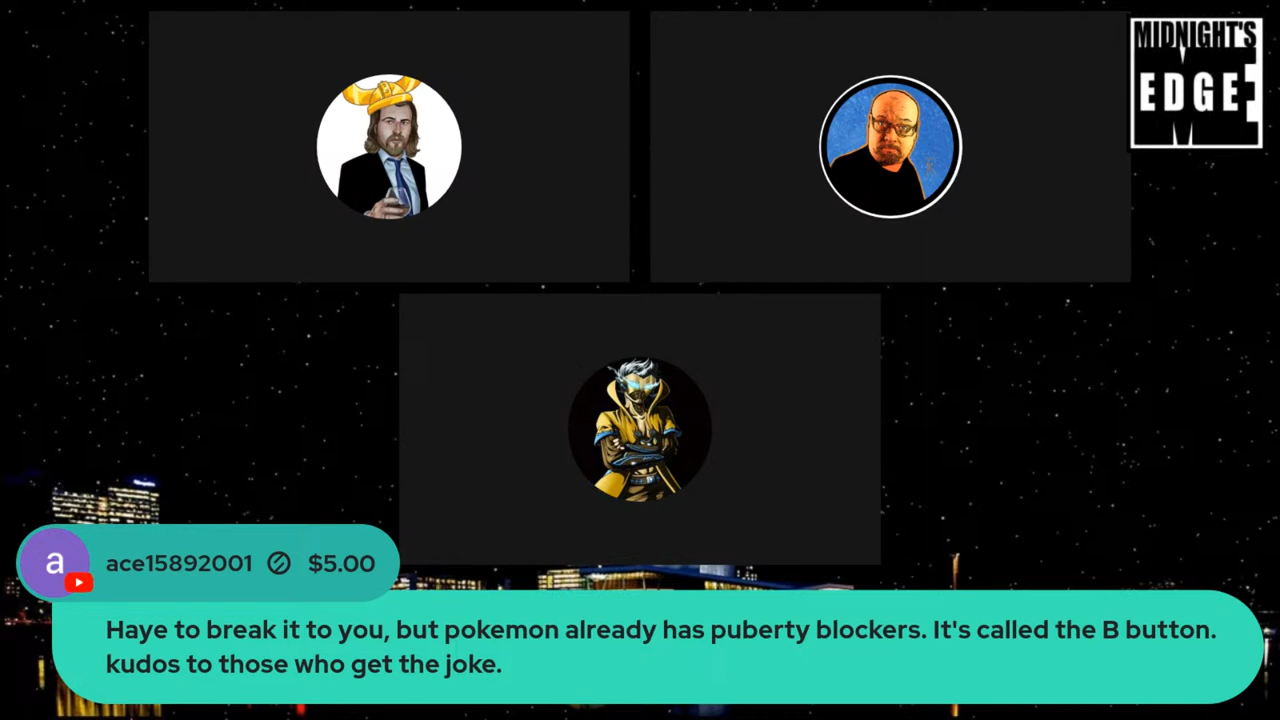 MIDNIGHT'S
EDGE
a
ace15892001 $5.00
Haye to break it to you, but pokemon already has puberty blockers. It's called the B button.
kudos to those who get the joke.